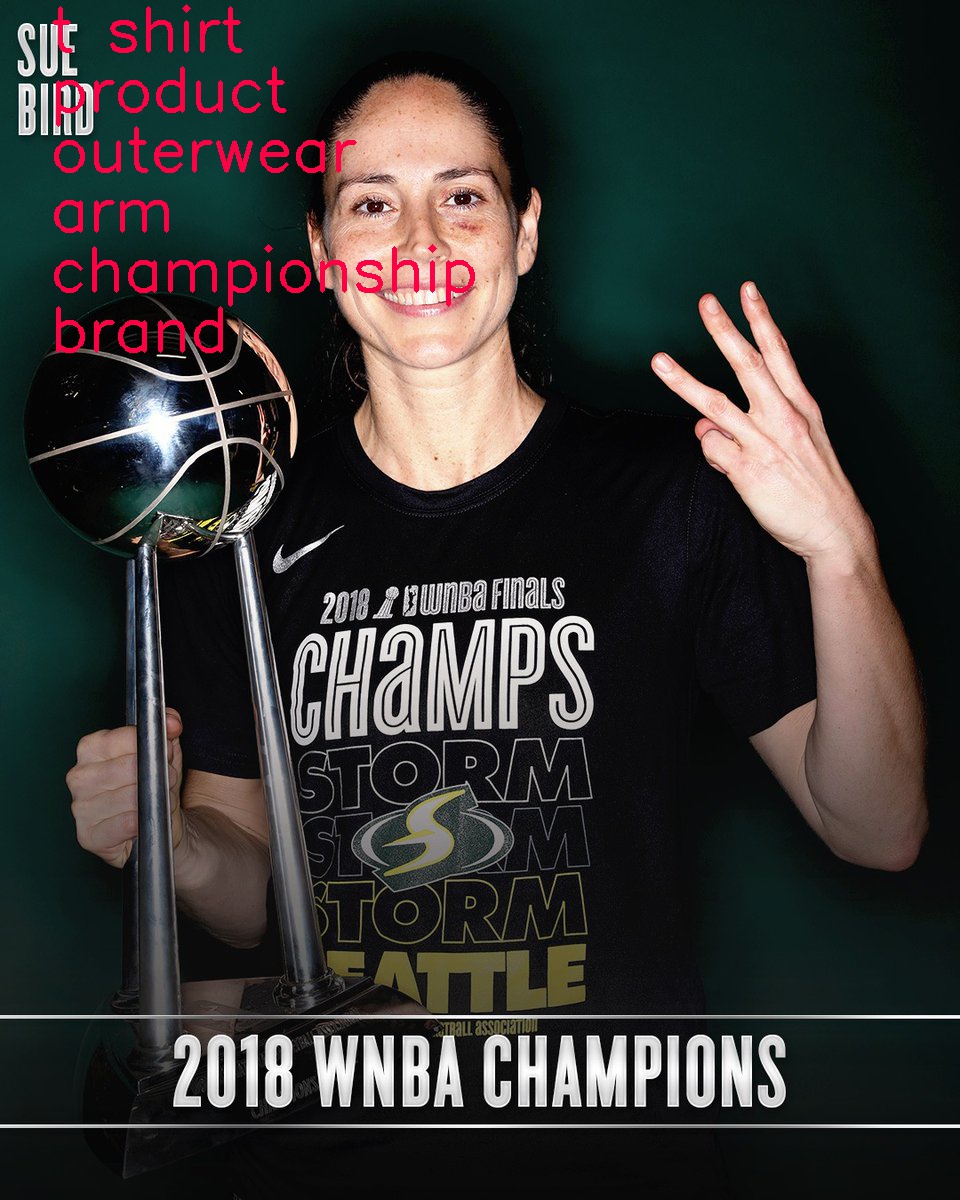 SUE
BIRD
t shirt
product
outerwear
arm
championship
brand
2018 WNBA FINALS
CHAMPS
STORM
STORM
STORM
SEATTLE
ASSOCIATION
2018 WNBA CHAMPIONS